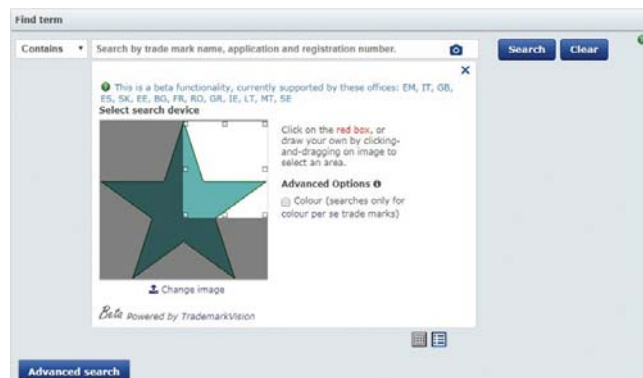 Find term
Contains
Search by trade mark name, application and registration number.
Search
Clear
This is a beta functionality, currently supported by these offices: EM, IT, GB,
ES, SK, EE, BG, FR, RO, GR, IE, LT, MT, SE
Select search device
Click on the red box, or
draw your own by clicking-
and-dragging on image to
select an area.
Advanced Options
Colour (searches only for
colour per se trade marks)
Change image
Beta Powered by TrademarkVision
Advanced search